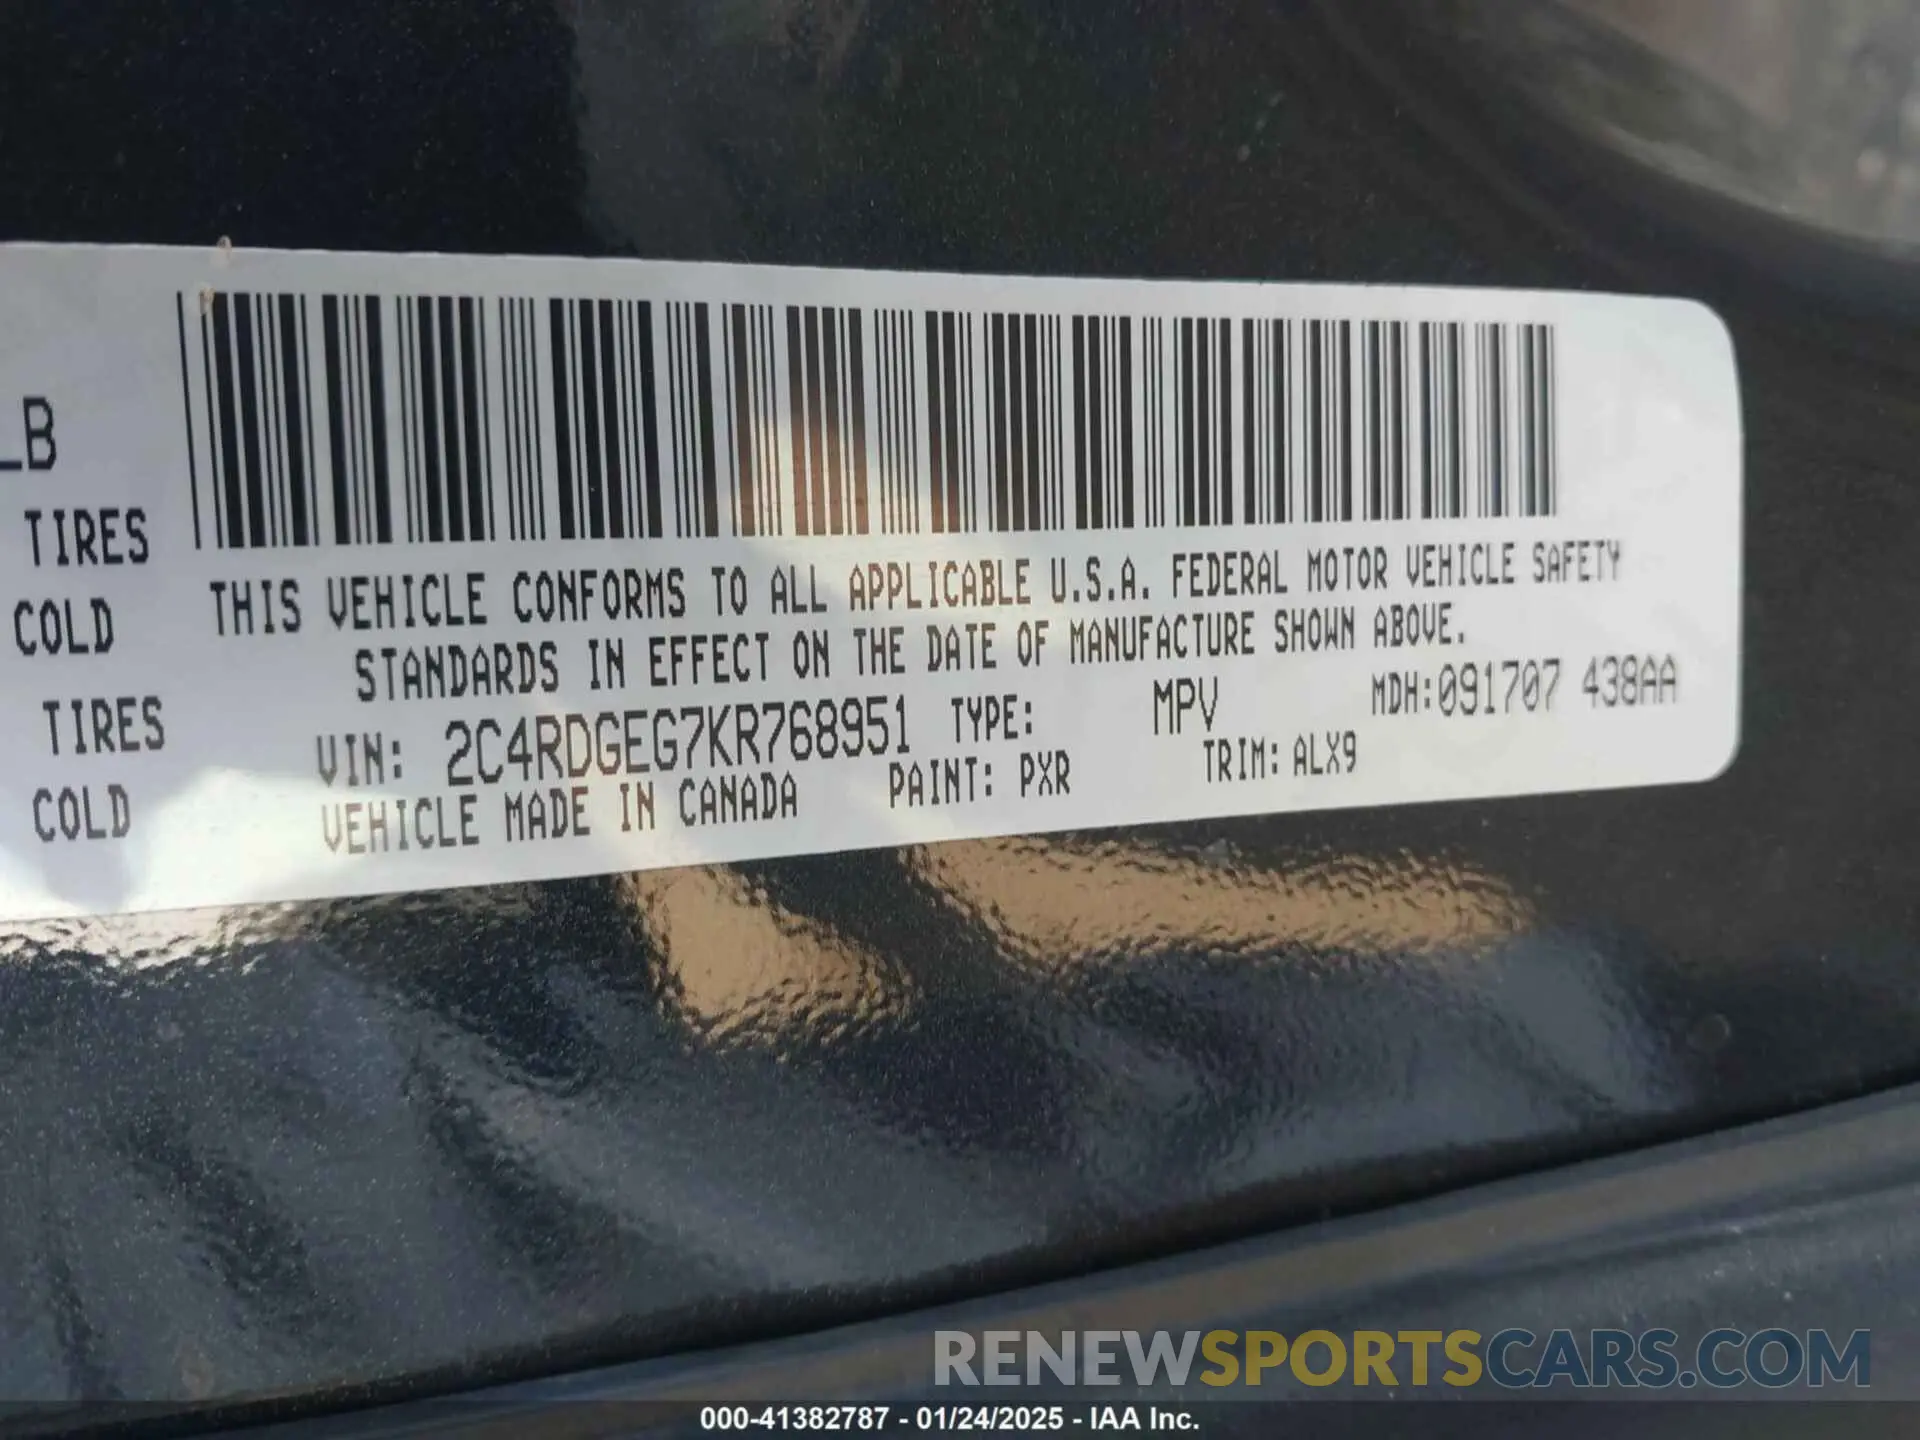 LB
TIRES
COLD
TIRES
COLD
THIS VEHICLE CONFORMS TO ALL APPLICABLE U.S.A. FEDERAL MOTOR VEHICLE SAFETY
STANDARDS IN EFFECT ON THE DATE OF MANUFACTURE SHOWN ABOVE.
VIN: 2C4RDGEG7KR768951 TYPE: MPV MDH:091707 438AA
VEHICLE MADE IN CANADA PAINT: PXR TRIM: ALX9
RENEWSPORTSCARS.COM
000-41382787 - 01/24/2025 - IAA Inc.